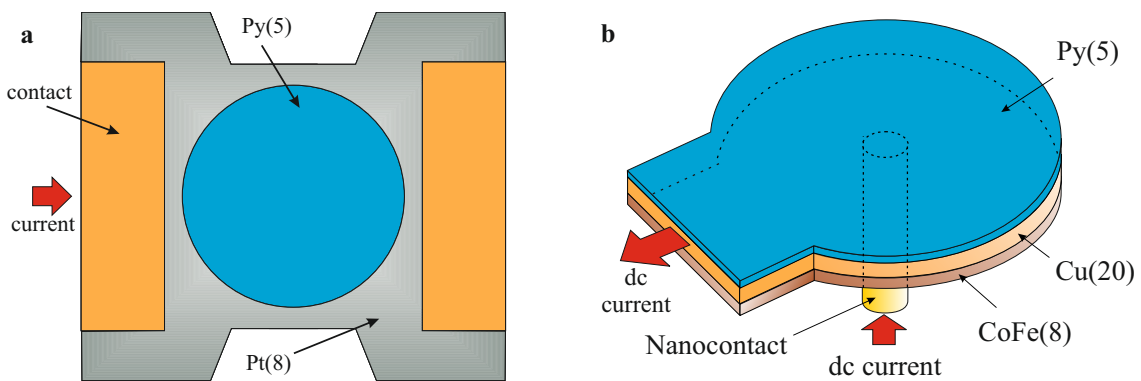 a
Py(5)
contact
current
Pt(8)
b
Py(5)
dc
current
Cu(20)
Nanocontact
CoFe(8)
dc current